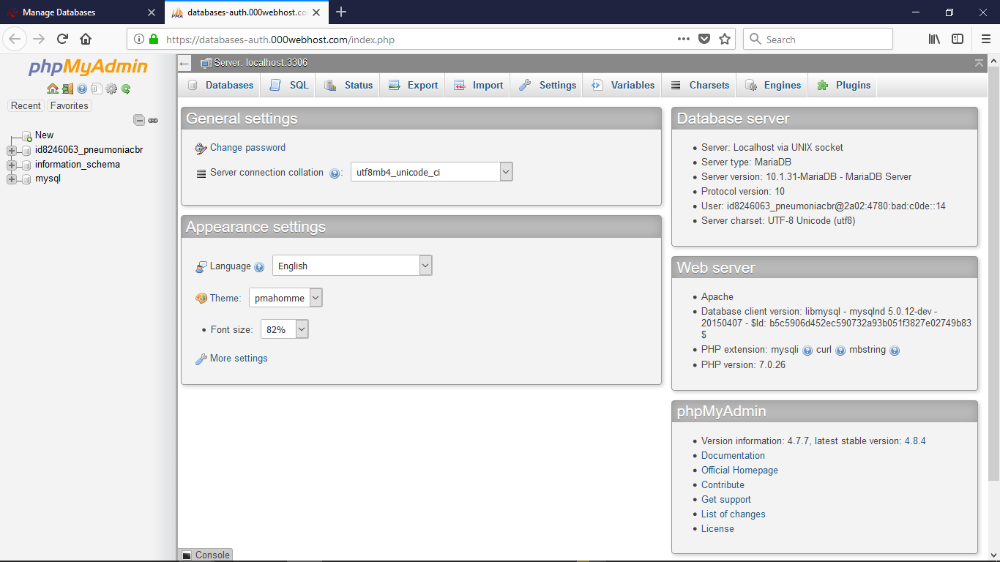 Manage Databases
databases-auth.000webhost.co
https://databases-auth.000webhost.com/index.php
Search
phpMyAdmin
Recent
Favorites
New
id8246063_pneumoniacbr
information_schema
mysql
Server: localhost:3306
Databases
SQL
Status
Export
Import
Settings
Variables
Charsets
Engines
Plugins
General settings
Change password
Server connection collation
:
utf8mb4_unicode_ci
Appearance settings
Language
English
Theme:
pmahomme
Font size:
82%
More settings
Database server
Server: Localhost via UNIX socket
Server type: MariaDB
Server version: 10.1.31-MariaDB - MariaDB Server
Protocol version: 10
User: id8246063_pneumoniacbr@2a02:4780:bad:c0de::14
Server charset: UTF-8 Unicode (utf8)
Web server
Apache
Database client version: libmysql - mysqlnd 5.0.12-dev -
20150407 - $Id: b5c5906d452ec590732a93b051f3827e02749b83
$
PHP extension: mysqli curl mbstring
PHP version: 7.0.26
phpMyAdmin
Version information: 4.7.7, latest stable version: 4.8.4
Documentation
Official Homepage
Contribute
Get support
List of changes
License
Console